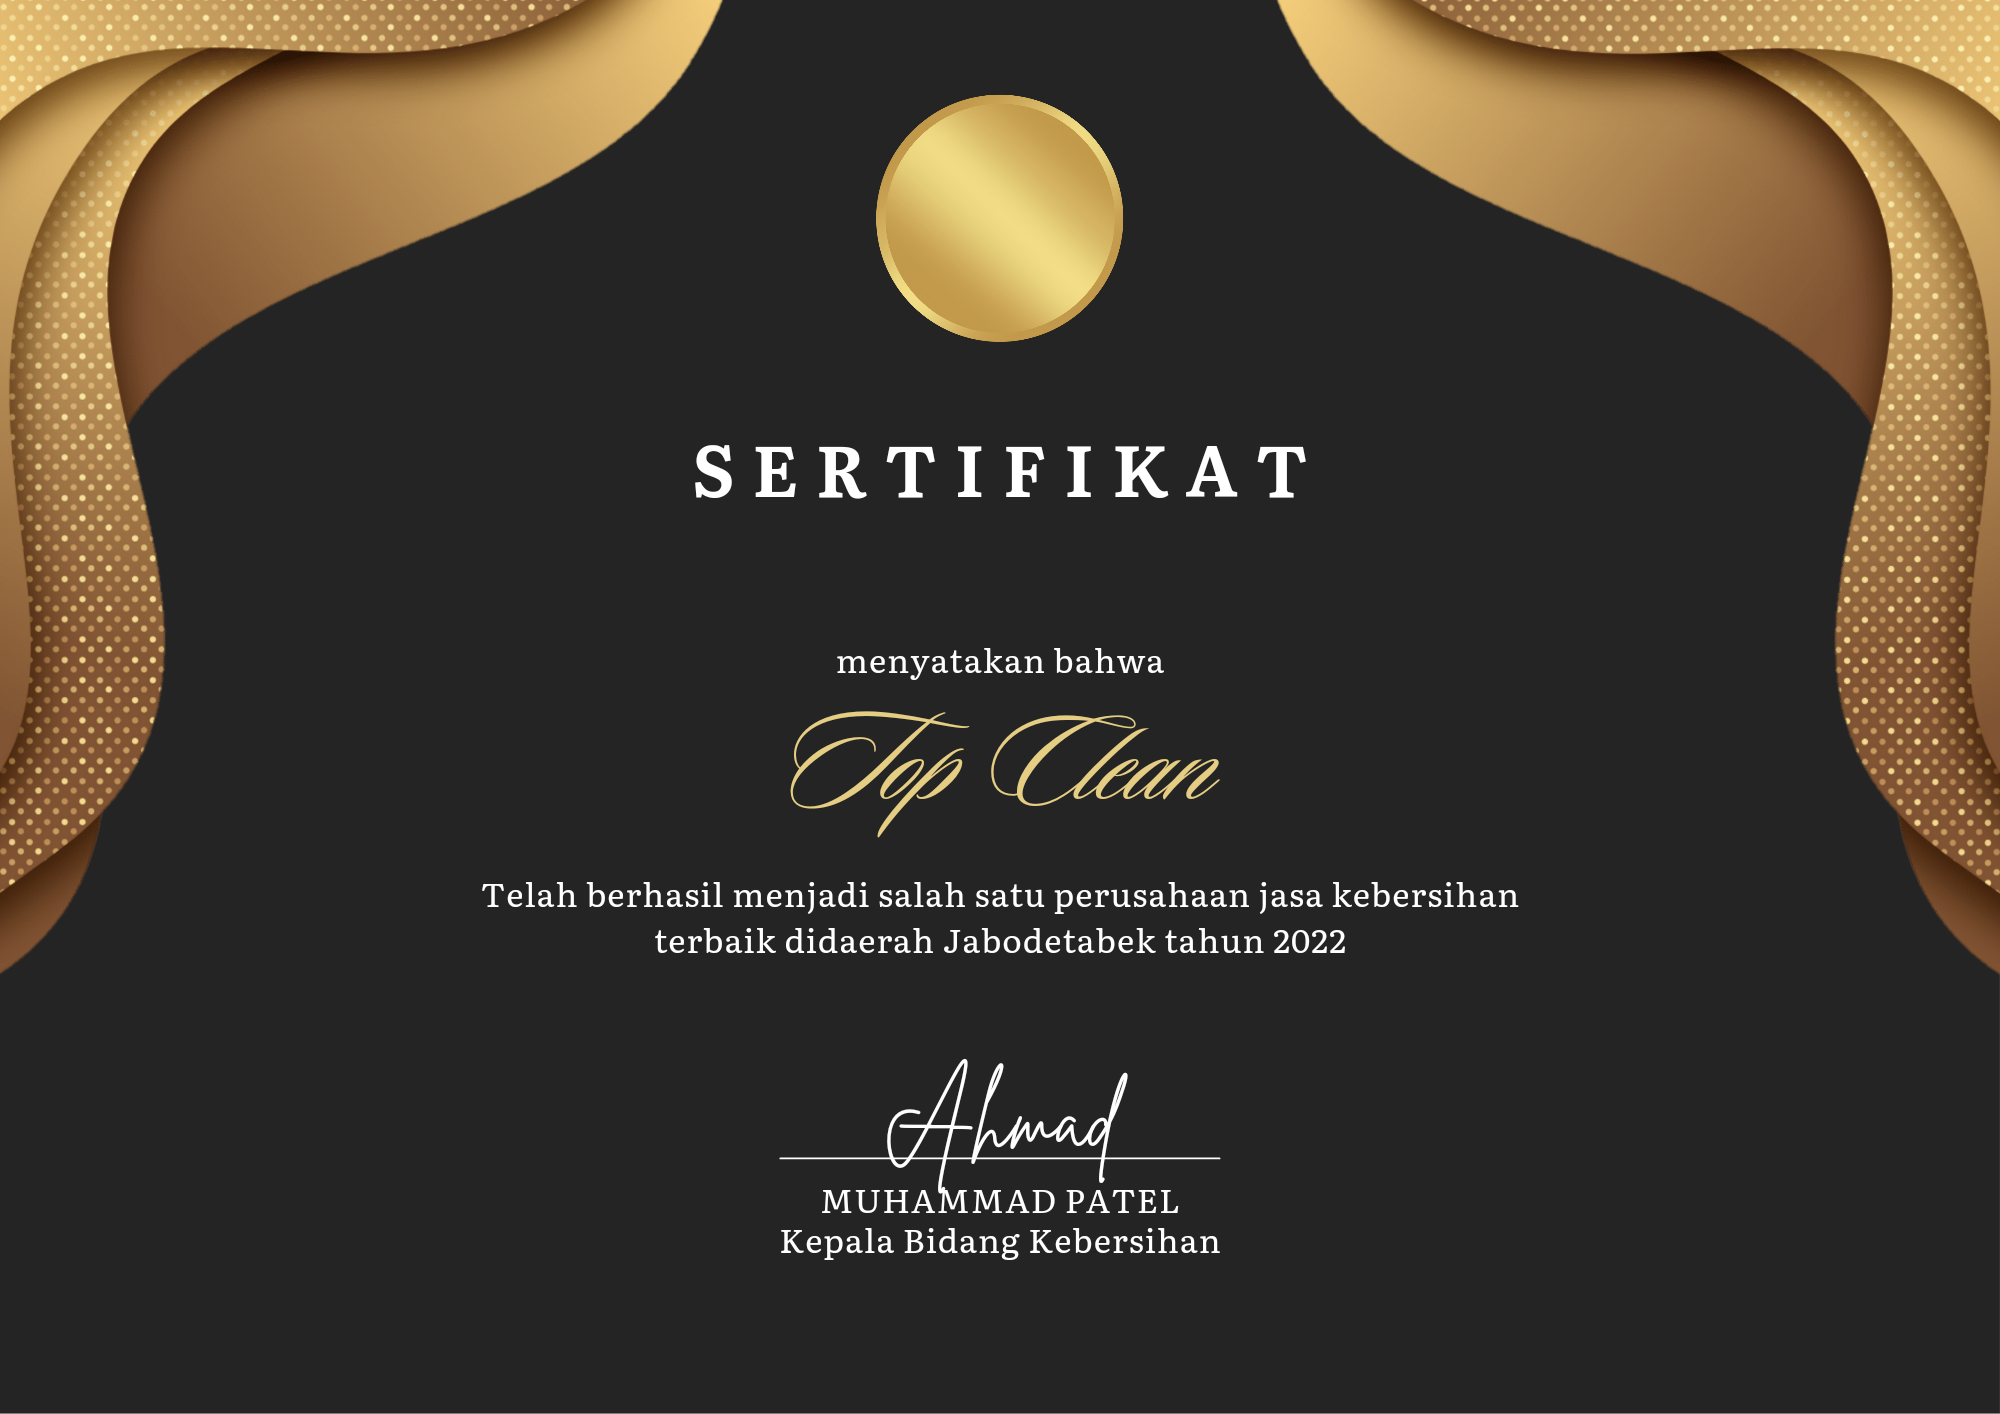 SERTIFIKAT
menyatakan bahwa
Top Clean
Telah berhasil menjadi salah satu perusahaan jasa kebersihan
terbaik didaerah Jabodetabek tahun 2022
Ahmad
MUHAMMAD PATEL
Kepala Bidang Kebersihan